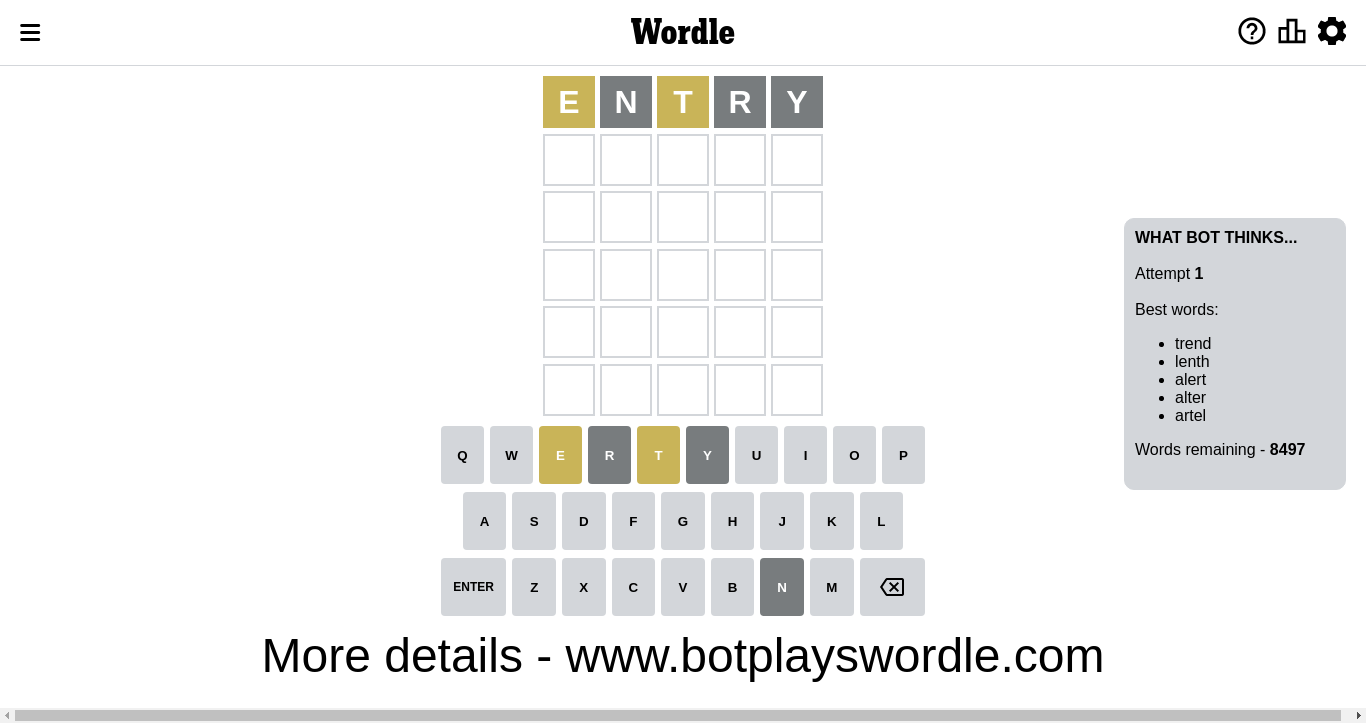 Wordle
E N T R Y
WHAT BOT THINKS...
Attempt 1
Best words:
trend
lenth
alert
alter
artel
Words remaining - 8497
Q W E R T Y U I O P
A S D F G H J K L
ENTER Z X C V B N M
More details - www.botplayswordle.com